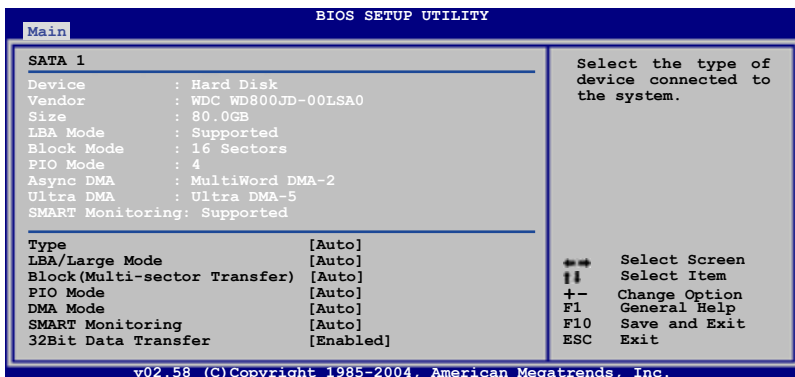 BIOS SETUP UTILITY
Main
SATA 1
Device : Hard Disk
Vendor : WDC WD800JD-00LSA0
Size : 80.0GB
LBA Mode : Supported
Block Mode : 16 Sectors
PIO Mode : 4
Async DMA : MultiWord DMA-2
Ultra DMA : Ultra DMA-5
SMART Monitoring: Supported
Type [Auto]
LBA/Large Mode [Auto]
Block(Multi-sector Transfer) [Auto]
PIO Mode [Auto]
DMA Mode [Auto]
SMART Monitoring [Auto]
32Bit Data Transfer [Enabled]
Select the type of
device connected to
the system.
←→ Select Screen
↑↓ Select Item
+- Change Option
F1 General Help
F10 Save and Exit
ESC Exit
v02.58 (C)Copyright 1985-2004, American Megatrends, Inc.